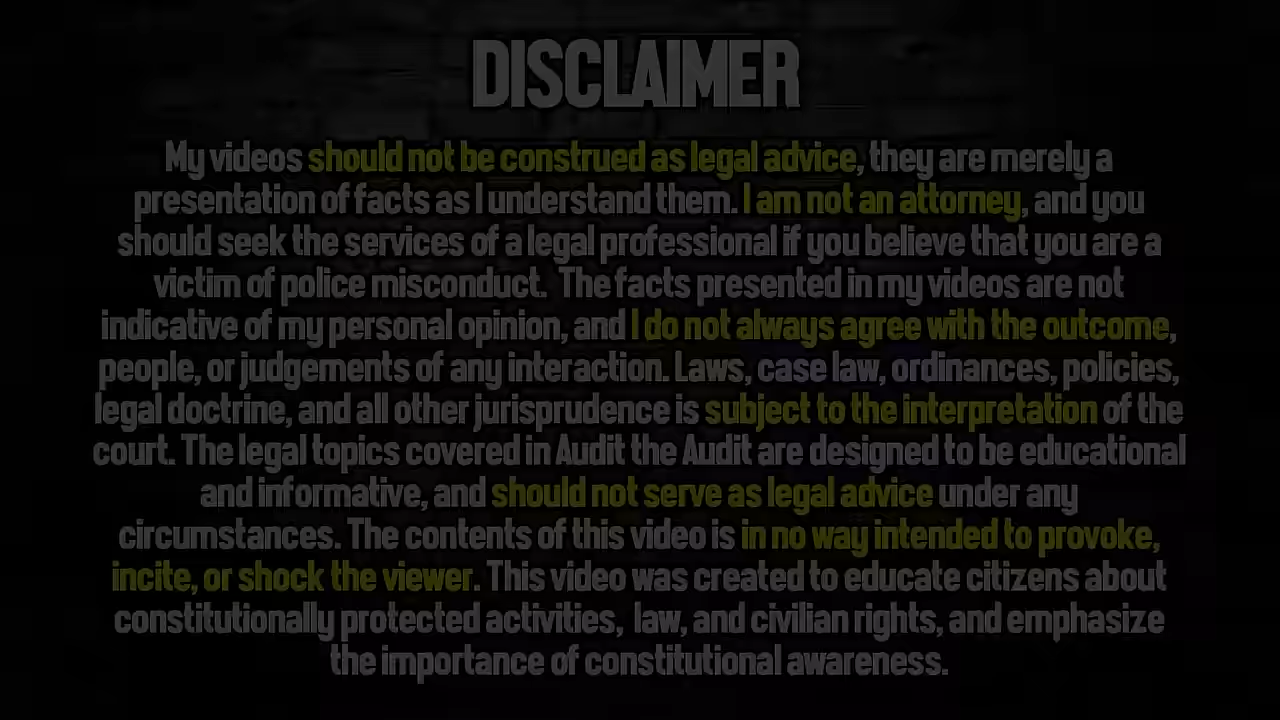 DISCLAIMER
My videos should not be construed as legal advice, they are merely a
presentation of facts as I understand them. I am not an attorney, and you
should seek the services of a legal professional if you believe that you are a
victim of police misconduct. The facts presented in my videos are not
indicative of my personal opinion, and I do not always agree with the outcome,
people, or judgements of any interaction. Laws, case law, ordinances, policies,
legal doctrine, and all other jurisprudence is subject to the interpretation of the
court. The legal topics covered in Audit the Audit are designed to be educational
and informative, and should not serve as legal advice under any
circumstances. The contents of this video is in no way intended to provoke,
incite, or shock the viewer. This video was created to educate citizens about
constitutionally protected activities, law, and civilian rights, and emphasize
the importance of constitutional awareness.